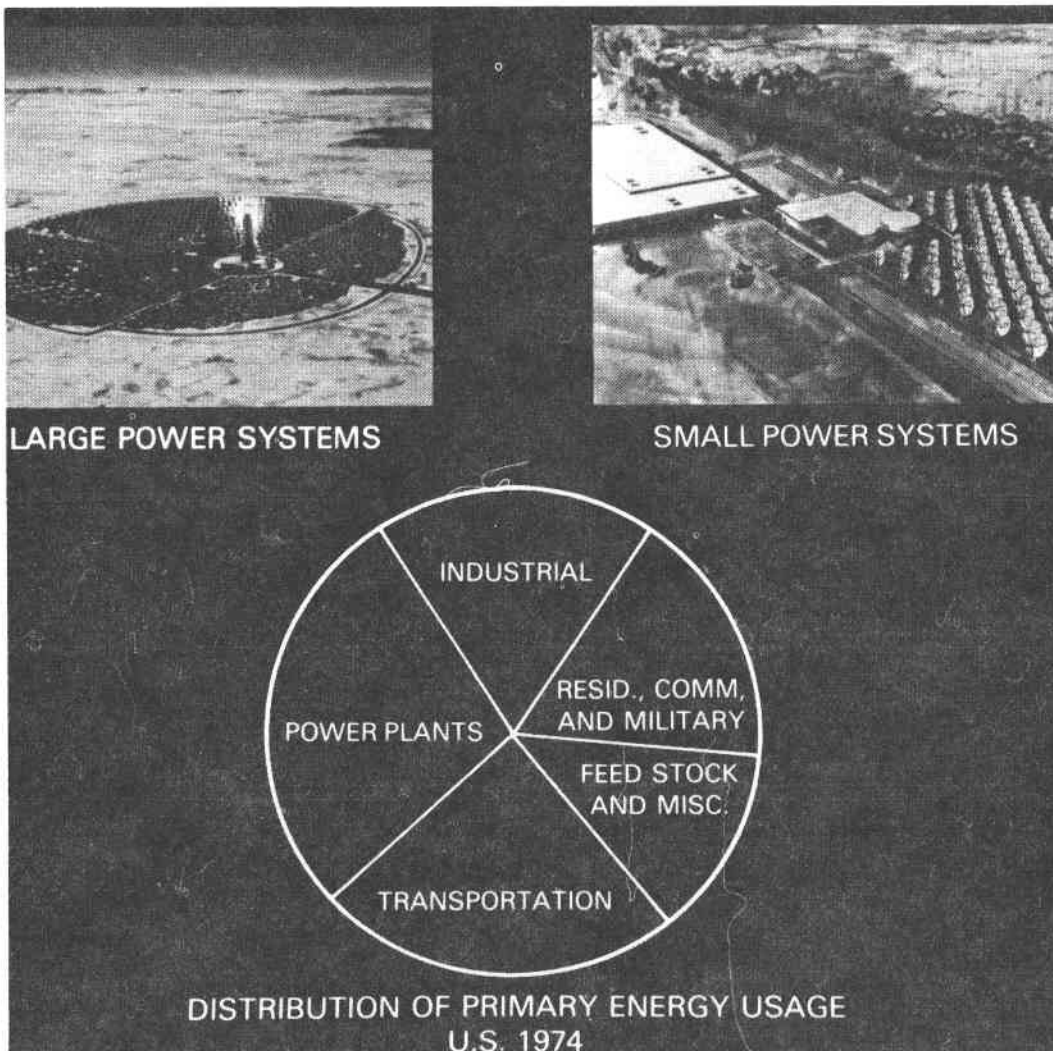 LARGE POWER SYSTEMS
SMALL POWER SYSTEMS
INDUSTRIAL
RESID., COMM,
AND MILITARY
POWER PLANTS
FEED STOCK
AND MISC.
TRANSPORTATION
DISTRIBUTION OF PRIMARY ENERGY USAGE
U.S. 1974